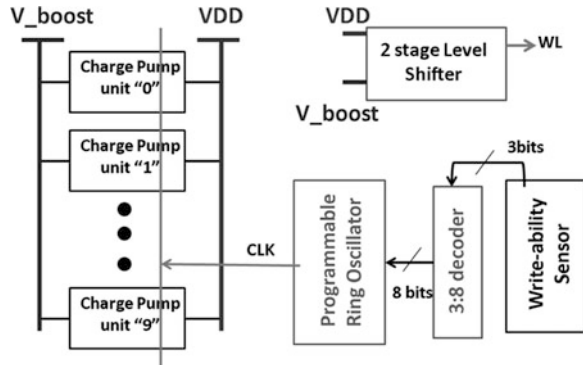 V_boost
VDD
Charge Pump
unit "0"
Charge Pump
unit "1"
Charge Pump
unit "9"
VDD
V_boost
2 stage Level
Shifter
WL
CLK
Programmable
Ring Oscillator
8 bits
3:8 decoder
3bits
Write-ability
Sensor